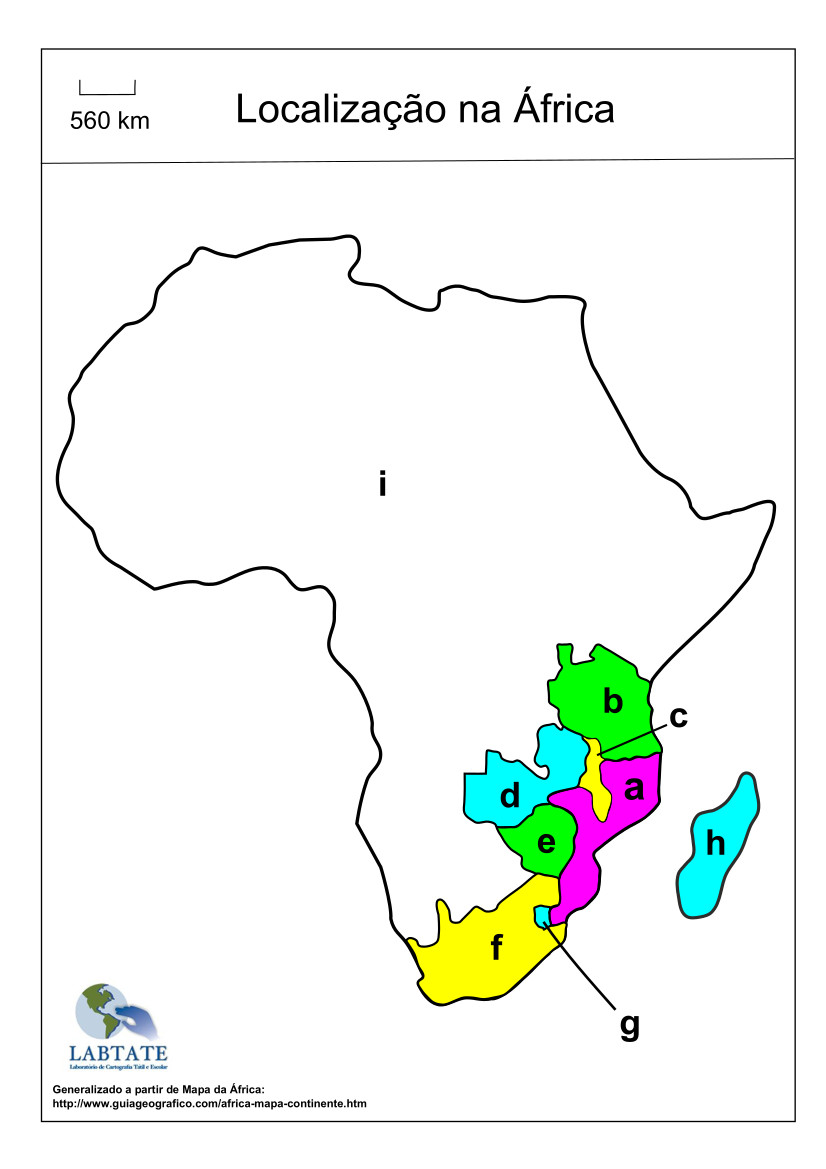 560 km
Localização na África
i
b
c
a
d
e
h
f
g
LABTATE
Laboratório de Cartografia Tátil e Escolar
Generalizado a partir de Mapa da África:
http://www.guiageografico.com/africa-mapa-continente.htm